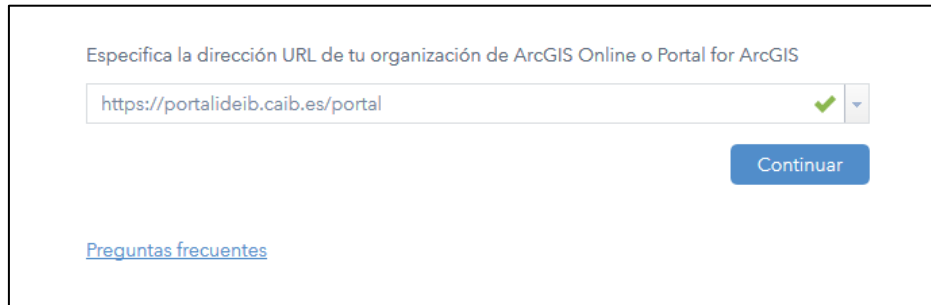 Especifica la dirección URL de tu organización de ArcGIS Online o Portal for ArcGIS
https://portalideib.caib.es/portal
Continuar
Preguntas frecuentes